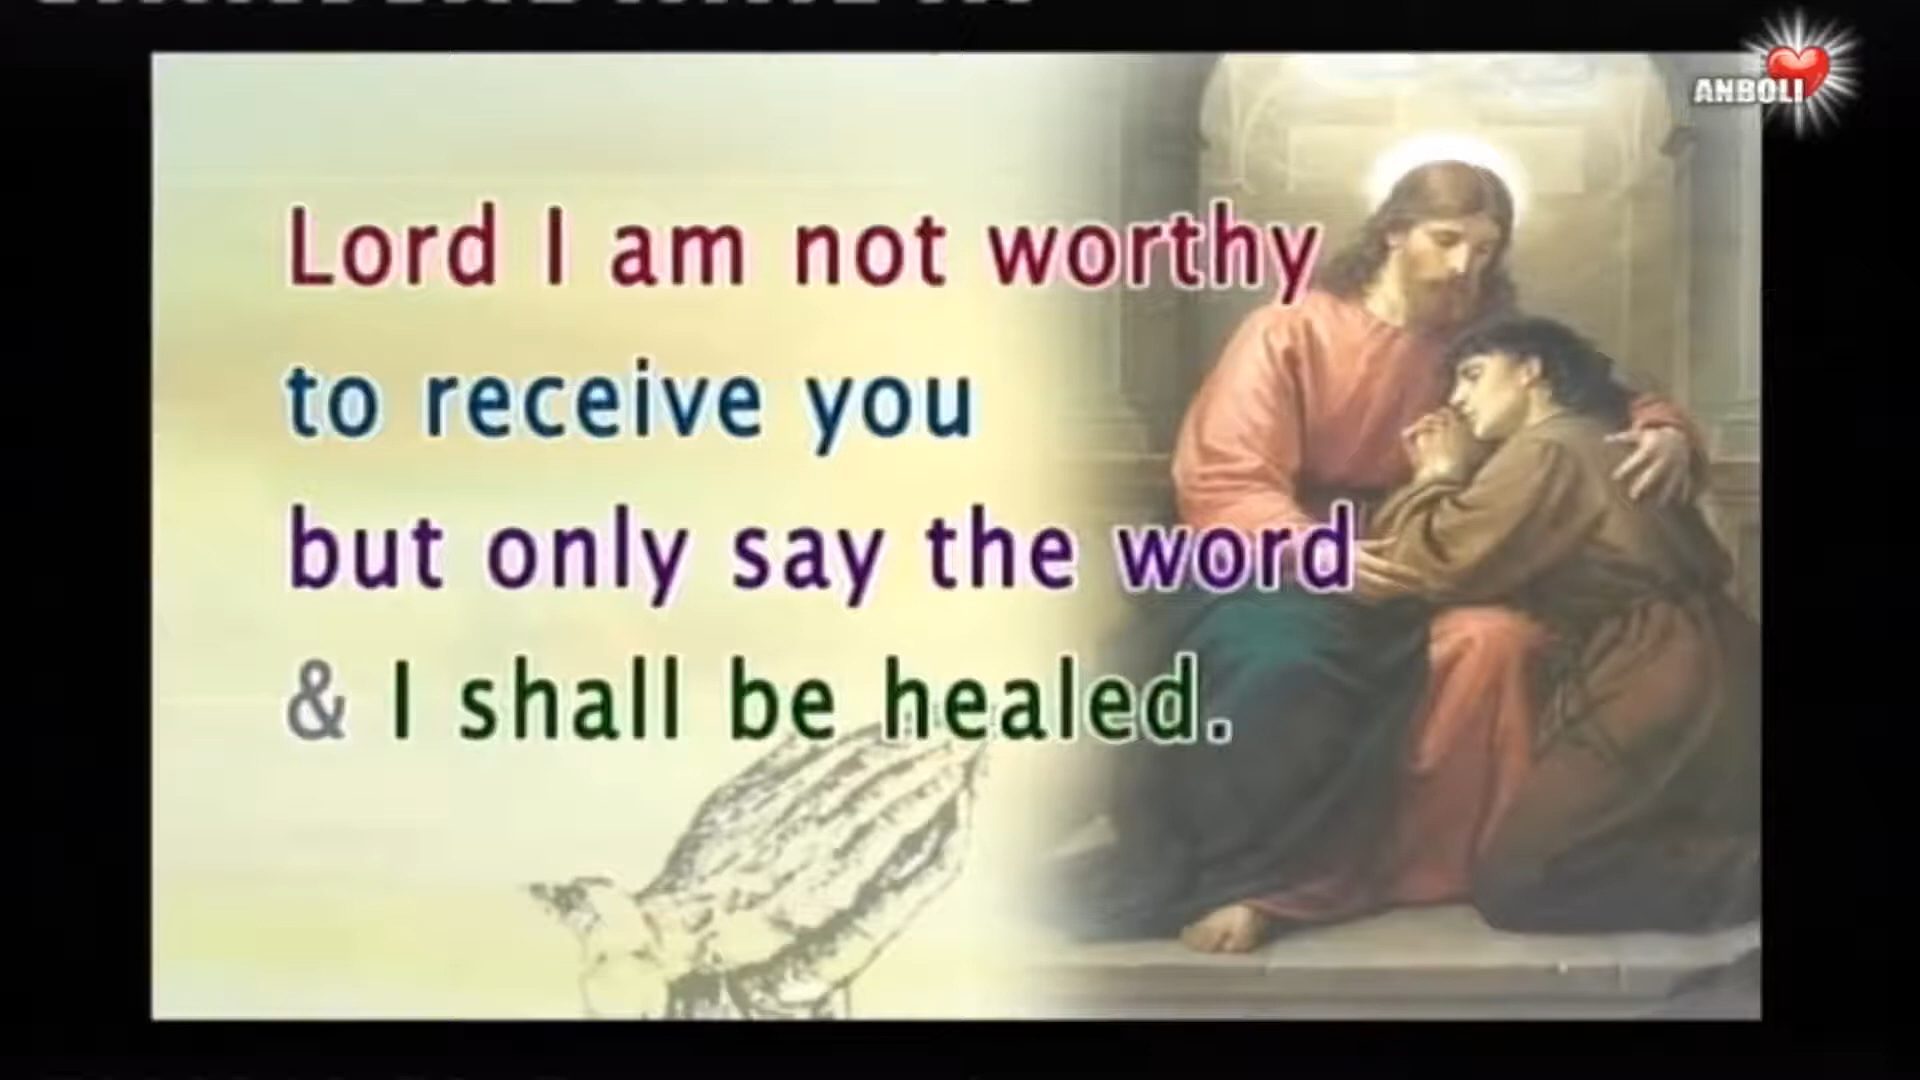 ANBOLI
Lord I am not worthy
to receive you
but only say the word
& I shall be healed.